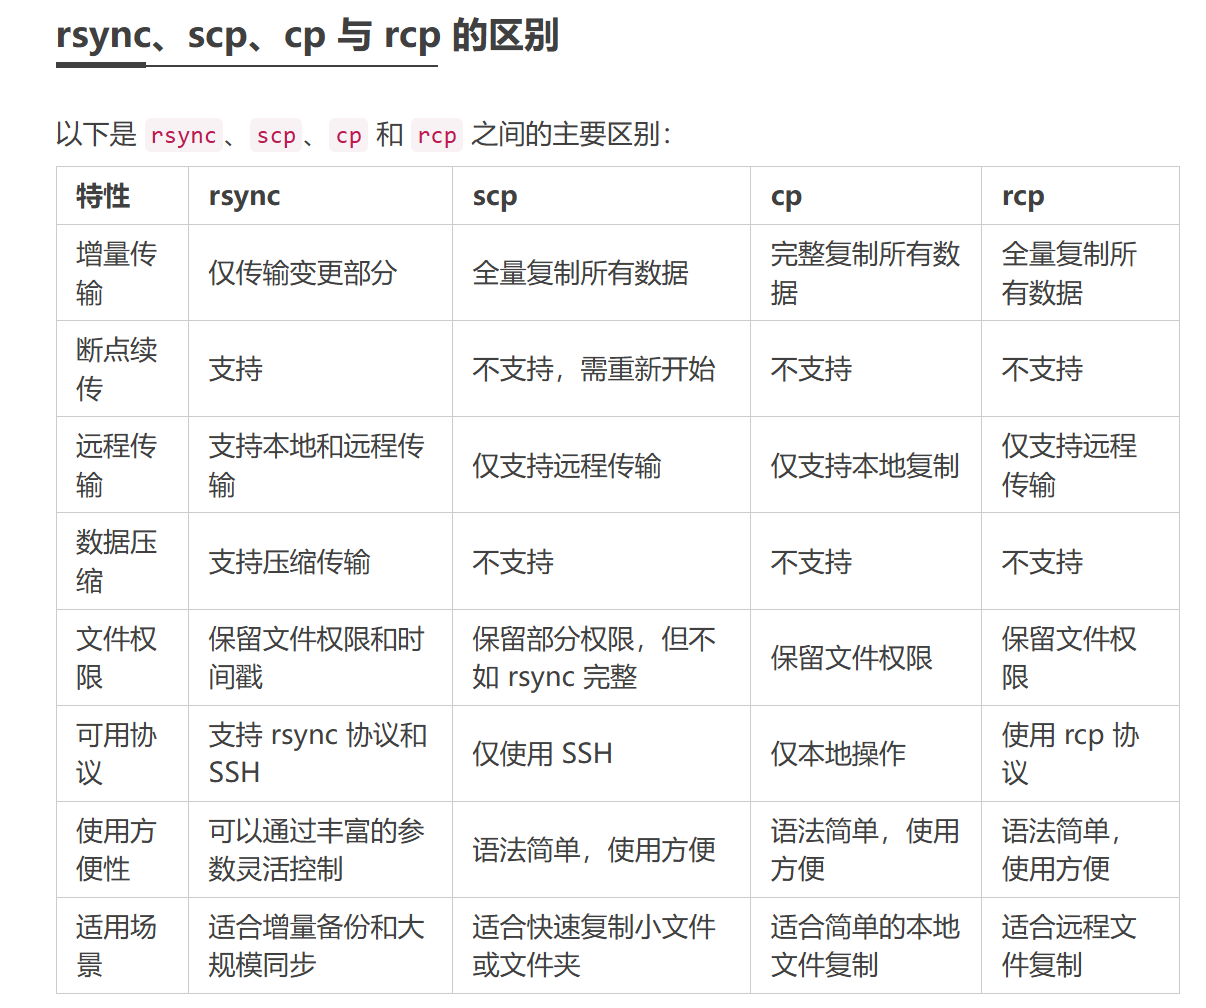 rsync、scp、cp 与 rcp 的区别
以下是 rsync、scp、cp 和 rcp 之间的主要区别：
特性 rsync scp cp rcp
增量传输 仅传输变更部分 全量复制所有数据 完整复制所有数据 全量复制所有数据
断点续传 支持 不支持，需重新开始 不支持 不支持
远程传输 支持本地和远程传输 仅支持远程传输 仅支持本地复制 仅支持远程传输
数据压缩 支持压缩传输 不支持 不支持 不支持
文件权限 保留文件权限和时间戳 保留部分权限，但不如 rsync 完整 保留文件权限 保留文件权限
可用协议 支持 rsync 协议和 SSH 仅使用 SSH 仅本地操作 使用 rcp 协议
使用方便性 可以通过丰富的参数灵活控制 语法简单，使用方便 语法简单，使用方便 语法简单，使用方便
适用场景 适合增量备份和大规模同步 适合快速复制小文件或文件夹 适合简单的本地文件复制 适合远程文件复制